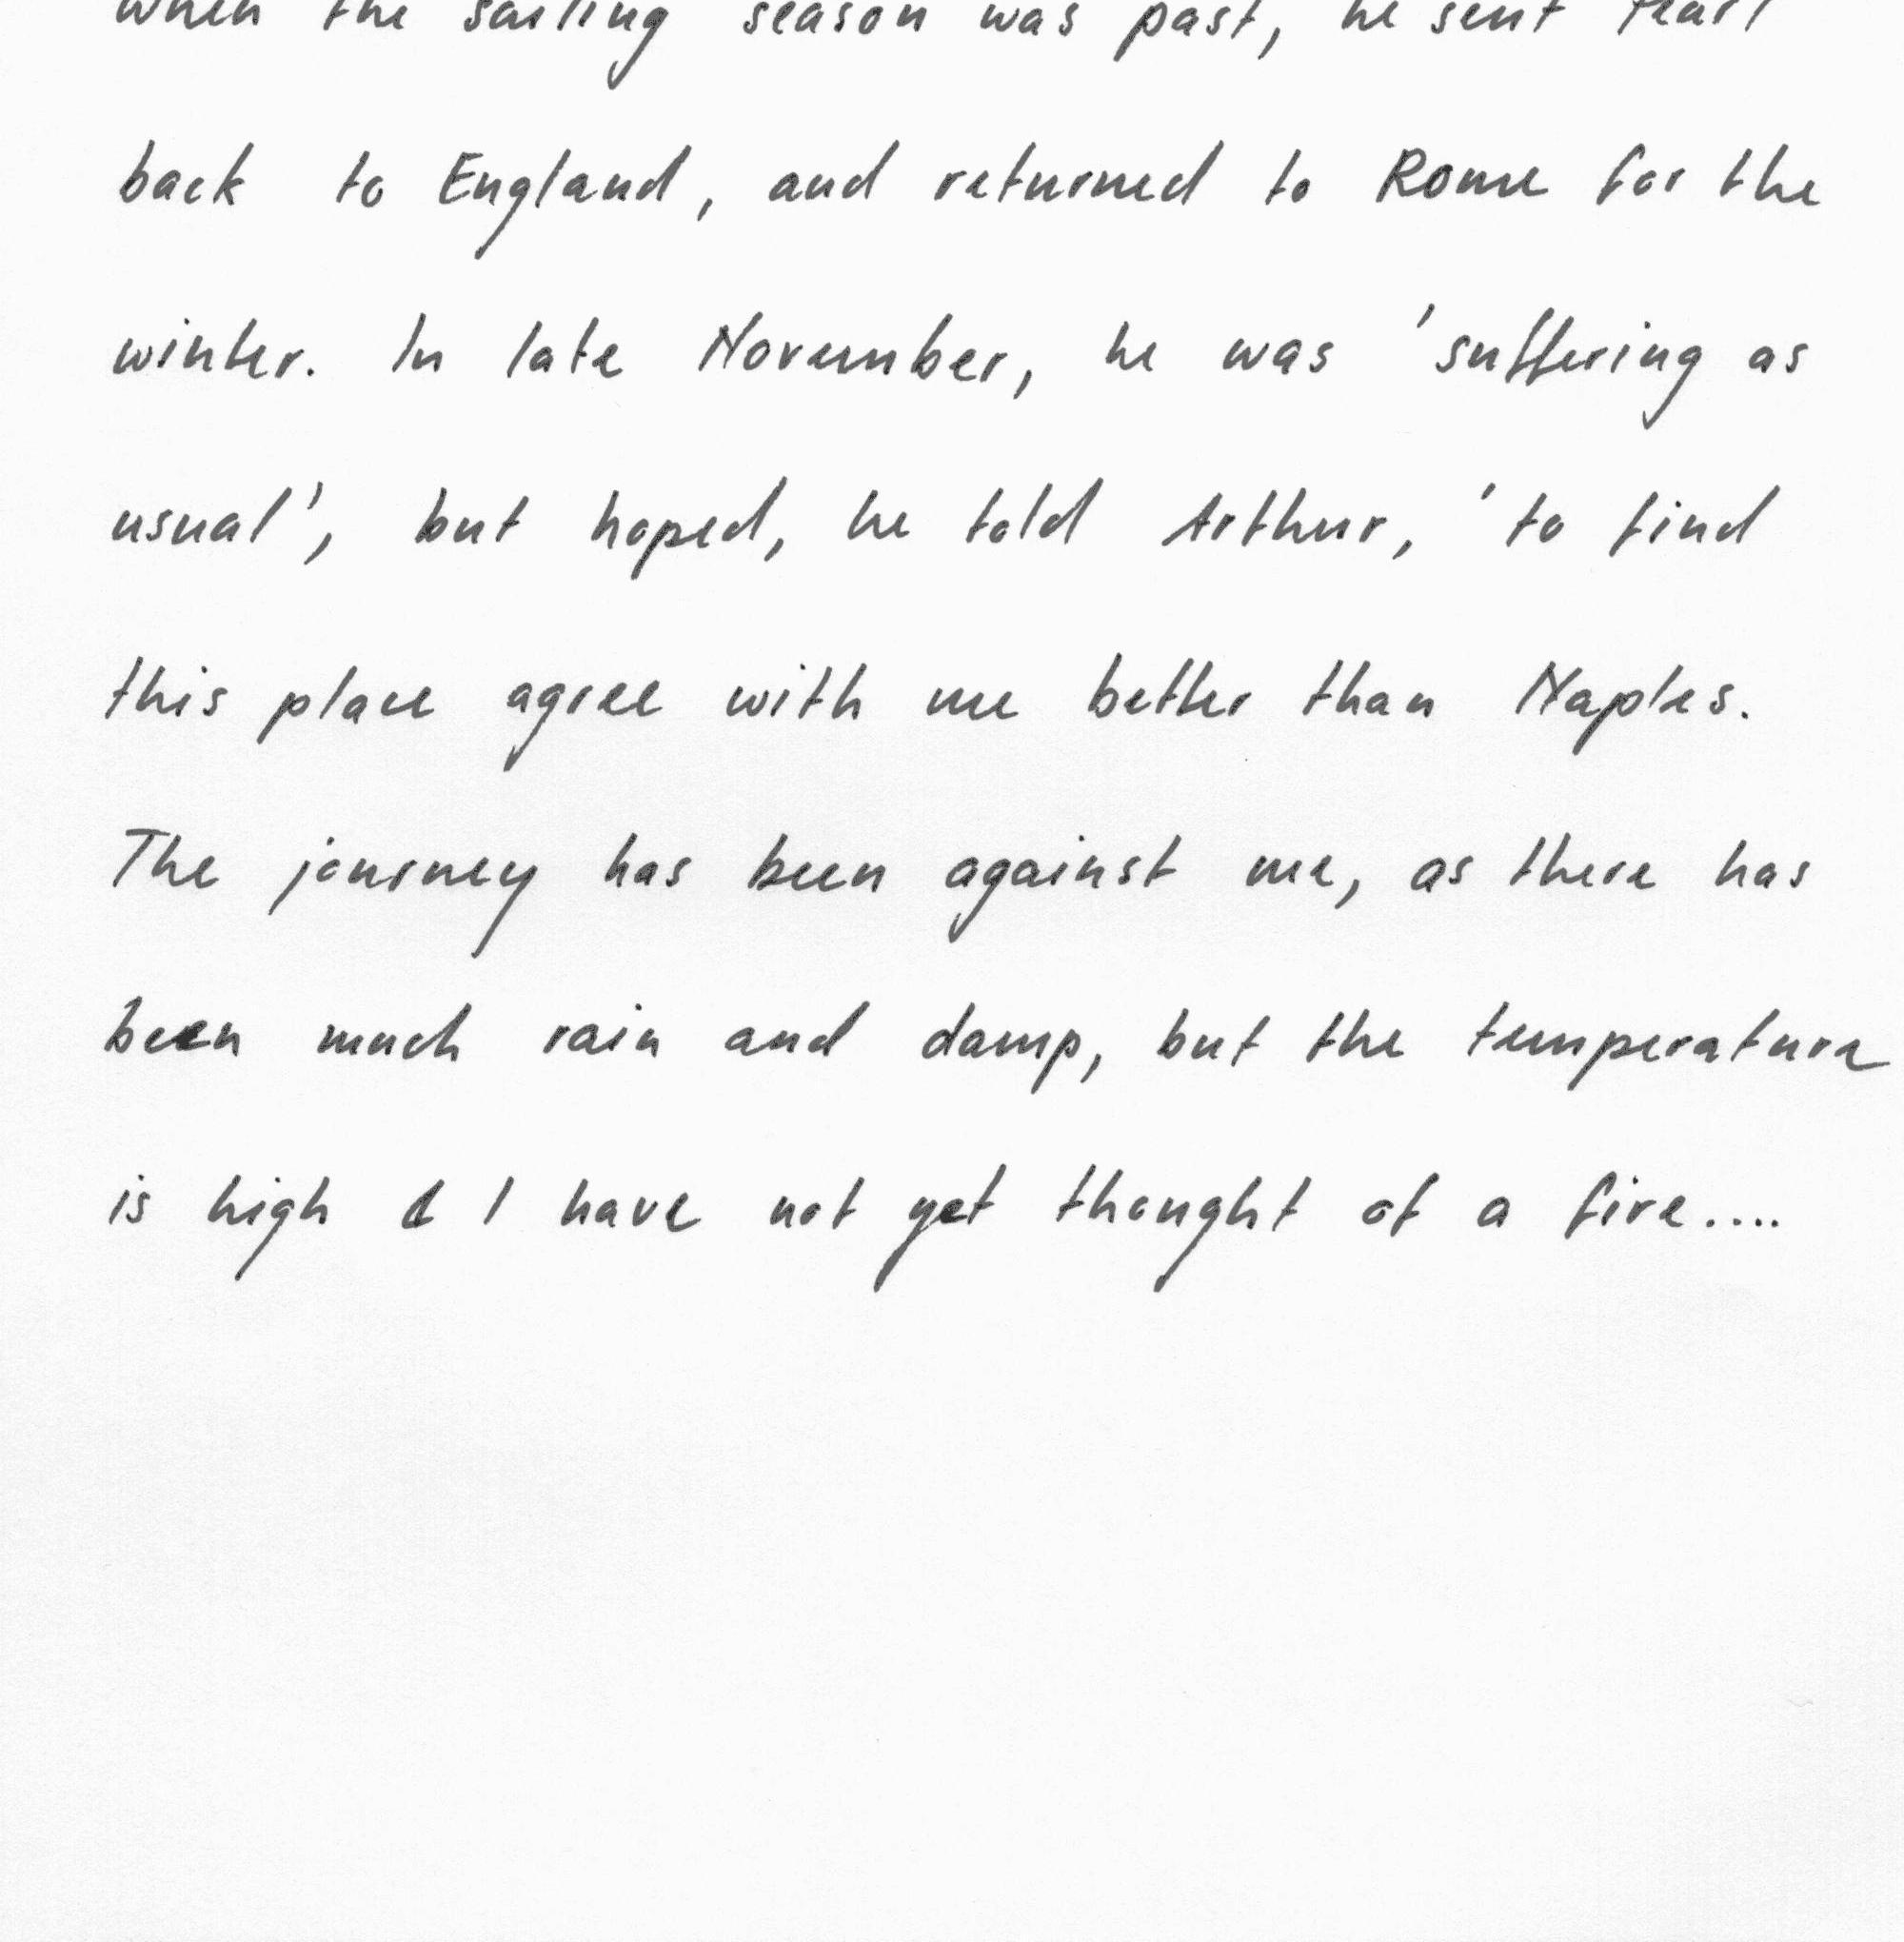 when the sailing season was past, he sent Pearl
back to England, and returned to Rome for the
winter. In late November, he was 'suffering as
usual', but hoped, he told Arthur, 'to find
this place agree with me better than Naples.
The journey has been against me, as there has
been much rain and damp, but the temperature
is high & I have not yet thought of a fire....